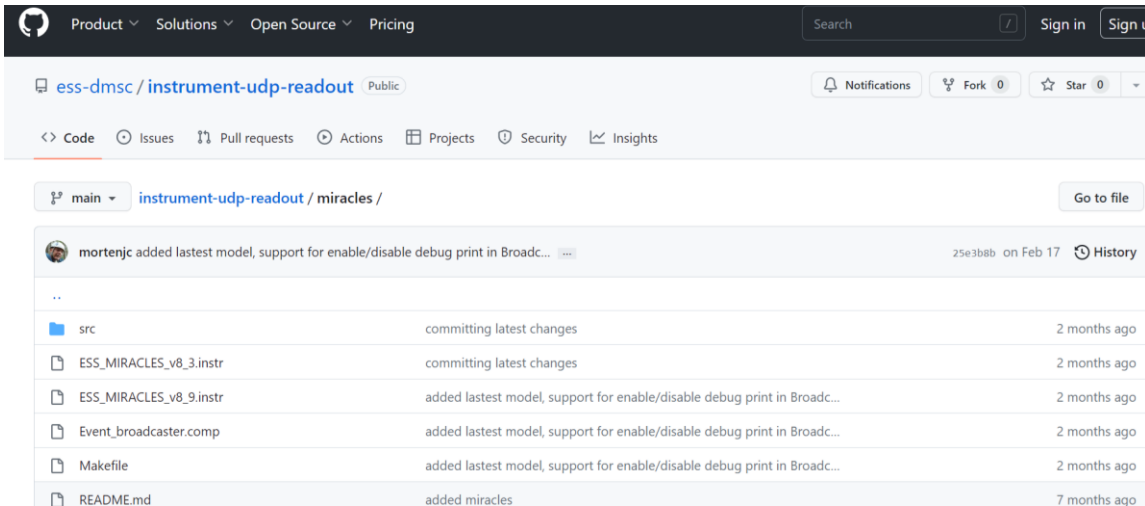 Product Solutions Open Source Pricing Search / Sign in Sign u
ess-dmsc / instrument-udp-readout Public Notifications Fork 0 Star 0
<> Code Issues Pull requests Actions Projects Security Insights
main instrument-udp-readout / miracles / Go to file
mortenjc added lastest model, support for enable/disable debug print in Broadc... ... 25e3b8b on Feb 17 History
..
src committing latest changes 2 months ago
ESS_MIRACLES_v8_3.instr committing latest changes 2 months ago
ESS_MIRACLES_v8_9.instr added lastest model, support for enable/disable debug print in Broadc... 2 months ago
Event_broadcaster.comp added lastest model, support for enable/disable debug print in Broadc... 2 months ago
Makefile added lastest model, support for enable/disable debug print in Broadc... 2 months ago
README.md added miracles 7 months ago